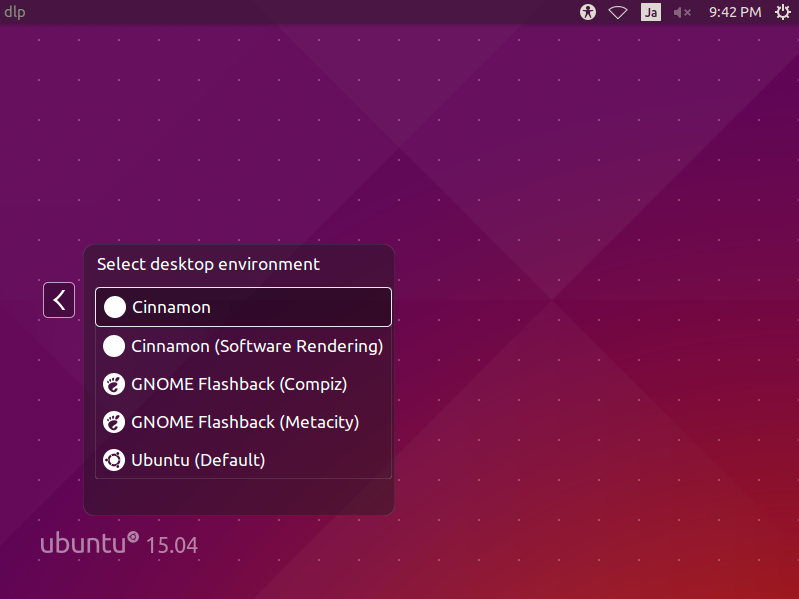 dlp
Ja
9:42 PM
Select desktop environment
Cinnamon
Cinnamon (Software Rendering)
GNOME Flashback (Compiz)
GNOME Flashback (Metacity)
Ubuntu (Default)
ubuntu 15.04